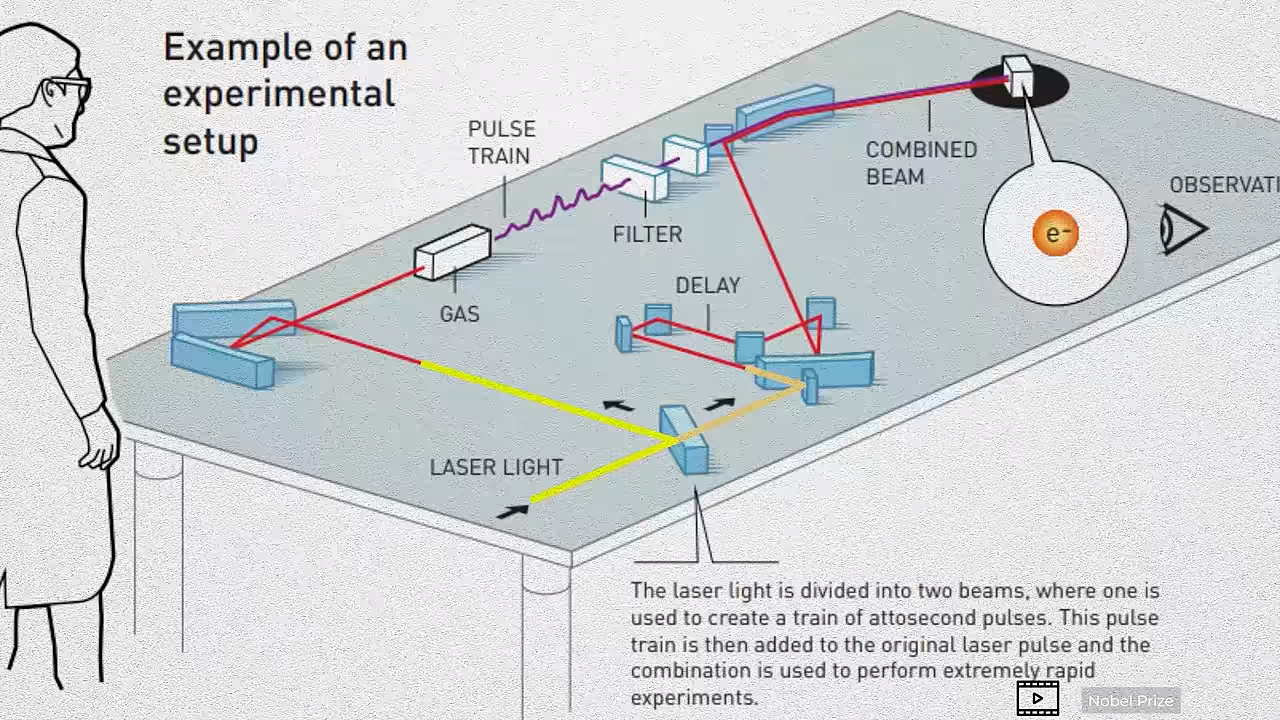 Example of an
experimental
setup
PULSE
TRAIN
COMBINED
BEAM
OBSERVATI
FILTER
e-
DELAY
GAS
LASER LIGHT
The laser light is divided into two beams, where one is
used to create a train of attosecond pulses. This pulse
train is then added to the original laser pulse and the
combination is used to perform extremely rapid
experiments.
Nobel Prize